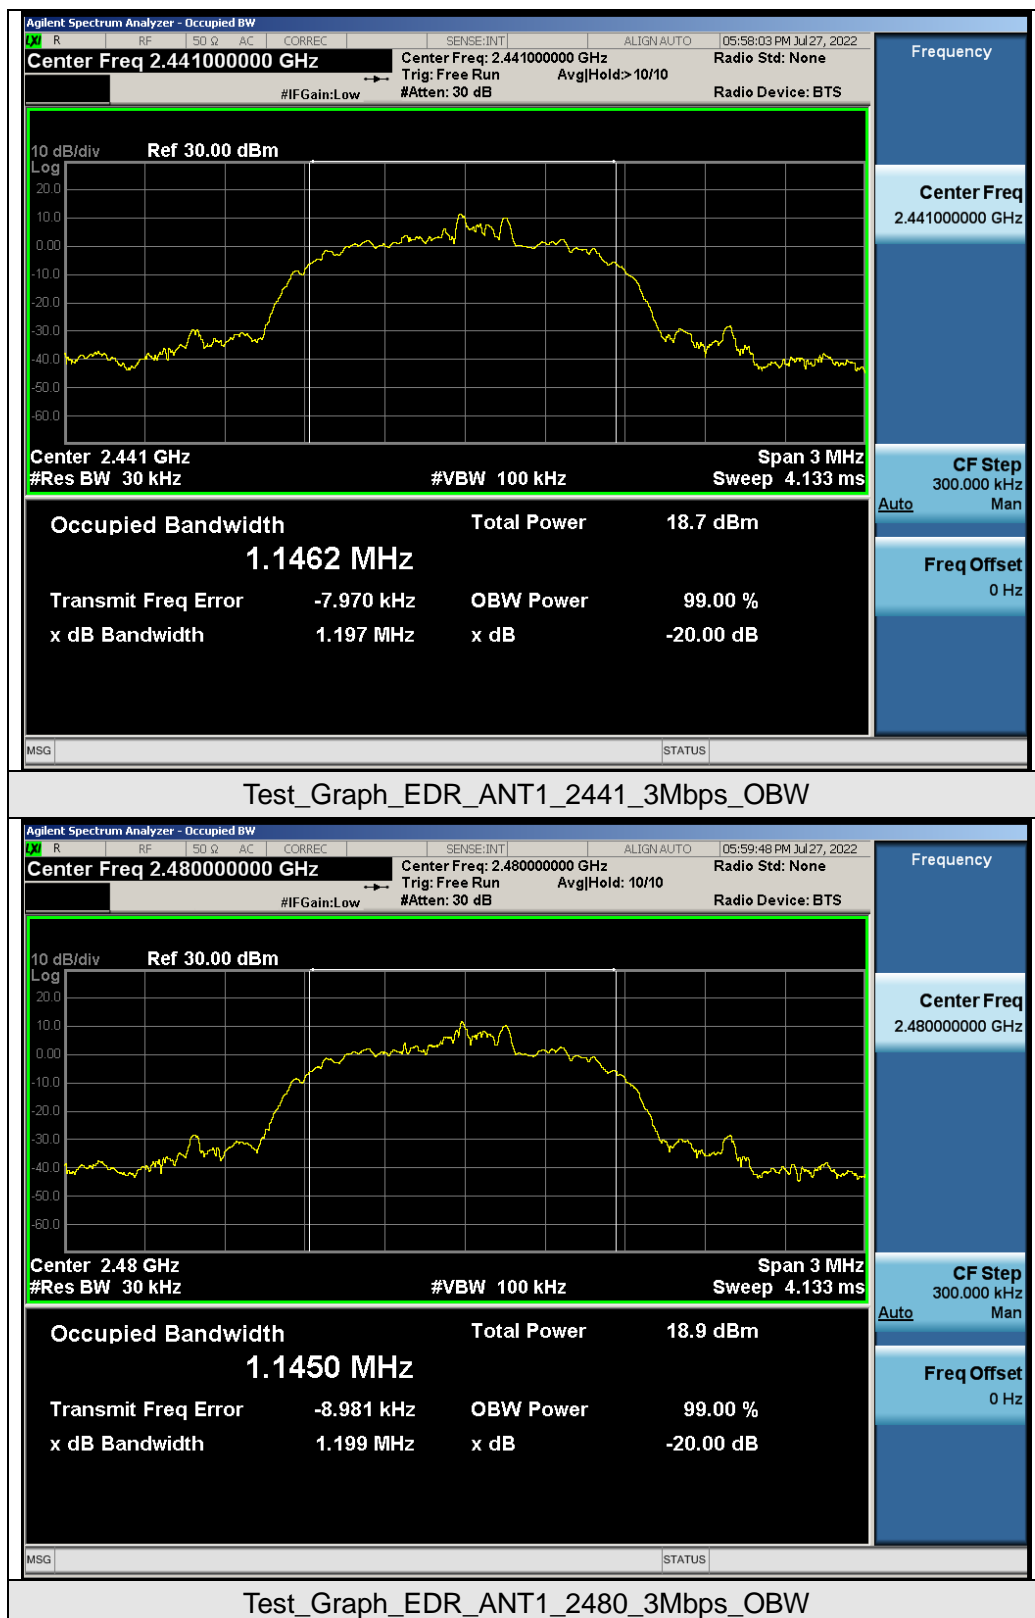 Agilent Spectrum Analyzer - Occupied BW
LXI R RF 50 Ω AC CORREC SENSE:INT ALIGN AUTO 05:58:03 PM Jul 27, 2022
Center Freq 2.441000000 GHz Center Freq: 2.441000000 GHz Radio Std: None Frequency
Trig: Free Run Avg|Hold:> 10/10
#IFGain:Low #Atten: 30 dB Radio Device: BTS
10 dB/div Ref 30.00 dBm
Log
20.0
10.0
0.00
-10.0
-20.0
-30.0
-40.0
-50.0
-60.0
Center Freq
2.441000000 GHz
Center 2.441 GHz Span 3 MHz
#Res BW 30 kHz #VBW 100 kHz Sweep 4.133 ms
CF Step
300.000 kHz
Auto Man
Occupied Bandwidth Total Power 18.7 dBm
1.1462 MHz
Freq Offset
0 Hz
Transmit Freq Error -7.970 kHz OBW Power 99.00 %
x dB Bandwidth 1.197 MHz x dB -20.00 dB
MSG STATUS
Test_Graph_EDR_ANT1_2441_3Mbps_OBW
Agilent Spectrum Analyzer - Occupied BW
LXI R RF 50 Ω AC CORREC SENSE:INT ALIGN AUTO 05:59:48 PM Jul 27, 2022
Center Freq 2.480000000 GHz Center Freq: 2.480000000 GHz Radio Std: None Frequency
Trig: Free Run Avg|Hold: 10/10
#IFGain:Low #Atten: 30 dB Radio Device: BTS
10 dB/div Ref 30.00 dBm
Log
20.0
10.0
0.00
-10.0
-20.0
-30.0
-40.0
-50.0
-60.0
Center Freq
2.480000000 GHz
Center 2.48 GHz Span 3 MHz
#Res BW 30 kHz #VBW 100 kHz Sweep 4.133 ms
CF Step
300.000 kHz
Auto Man
Occupied Bandwidth Total Power 18.9 dBm
1.1450 MHz
Freq Offset
0 Hz
Transmit Freq Error -8.981 kHz OBW Power 99.00 %
x dB Bandwidth 1.199 MHz x dB -20.00 dB
MSG STATUS
Test_Graph_EDR_ANT1_2480_3Mbps_OBW